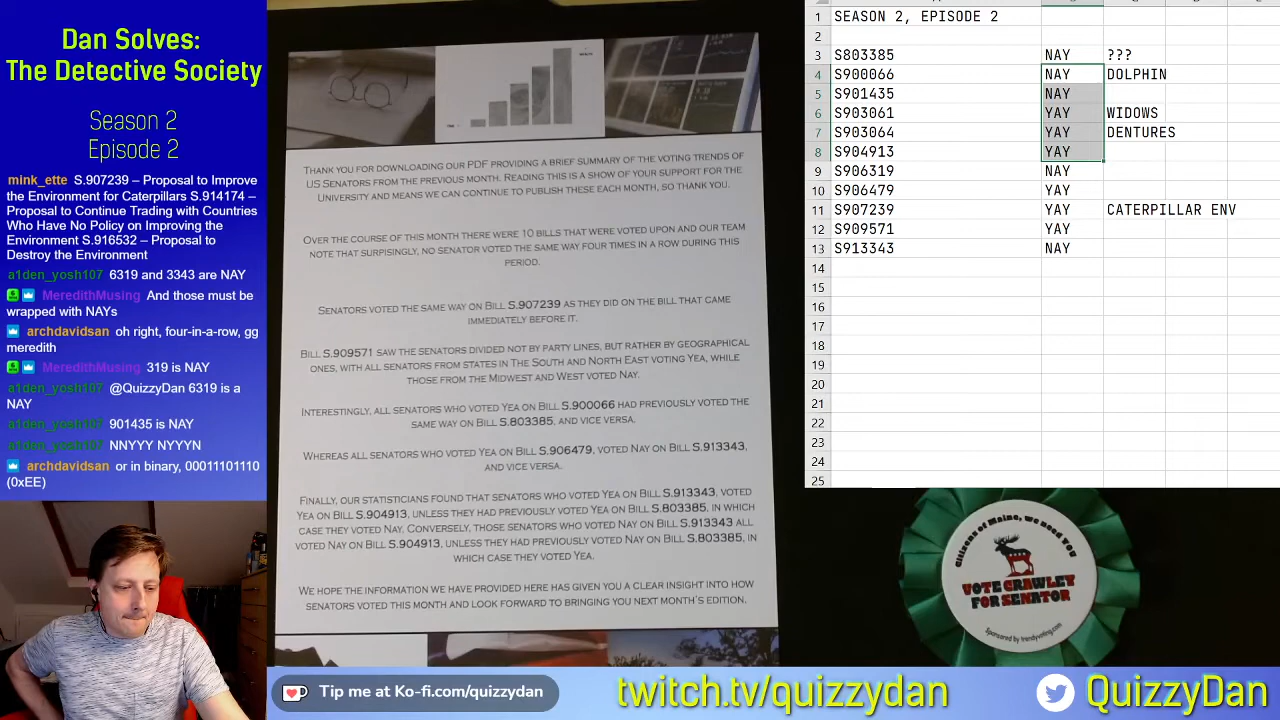 Dan Solves:
The Detective Society
Season 2
Episode 2
mink_ette S.907239 – Proposal to Improve
the Environment for Caterpillars S.914174 –
Proposal to Continue Trading with Countries
Who Have No Policy on Improving the
Environment S.916532 – Proposal to
Destroy the Environment
a1den_yosh107 6319 and 3343 are NAY
MeredithMusing And those must be
wrapped with NAYs
archdavidsan oh right, four-in-a-row, gg
meredith
MeredithMusing 319 is NAY
a1den_yosh107 @QuizzyDan 6319 is a
NAY
a1den_yosh107 901435 is NAY
a1den_yosh107 NNYYY NYYYN
archdavidsan or in binary, 00011101110
(0xEE)
Thank you for downloading our PDF providing a brief summary of the voting trends of
US Senators from the previous month. Reading this is a show of your support for the
University and means we can continue to publish these each month, so thank you.
Over the course of this month there were 10 bills that were voted upon and our team
note that surpisingly, no senator voted the same way four times in a row during this
period.
Senators voted the same way on Bill S.907239 as they did on the bill that came
immediately before it.
Bill S.909571 saw the senators divided not by party lines, but rather by geographical
ones, with all senators from states in The South and North East voting Yea, while
those from the Midwest and West voted Nay.
Interestingly, all senators who voted Yea on Bill S.900066 had previously voted the
same way on Bill S.803385, and vice versa.
Whereas all senators who voted Yea on Bill S.906479, voted Nay on Bill S.913343,
and vice versa.
Finally, our statisticians found that senators who voted Yea on Bill S.913343, voted
Yea on Bill S.904913, unless they had previously voted Yea on Bill S.803385, in which
case they voted Nay. Conversely, those senators who voted Nay on Bill S.913343 all
voted Nay on Bill S.904913, unless they had previously voted Nay on Bill S.803385, in
which case they voted Yea.
We hope the information we have provided here has given you a clear insight into how
senators voted this month and look forward to bringing you next month's edition.
1 SEASON 2, EPISODE 2
2
3 S803385 NAY ???
4 S900066 NAY DOLPHIN
5 S901435 NAY
6 S903061 YAY WIDOWS
7 S903064 YAY DENTURES
8 S904913 YAY
9 S906319 NAY
10 S906479 YAY
11 S907239 YAY CATERPILLAR ENV
12 S909571 YAY
13 S913343 NAY
14
15
16
17
18
19
20
21
22
23
24
25
Citizens of Maine, we need YOU
VOTE CRAWLEY
FOR SENATOR
Sponsored by trendyvoting.com
Tip me at Ko-fi.com/quizzydan
twitch.tv/quizzydan
QuizzyDan